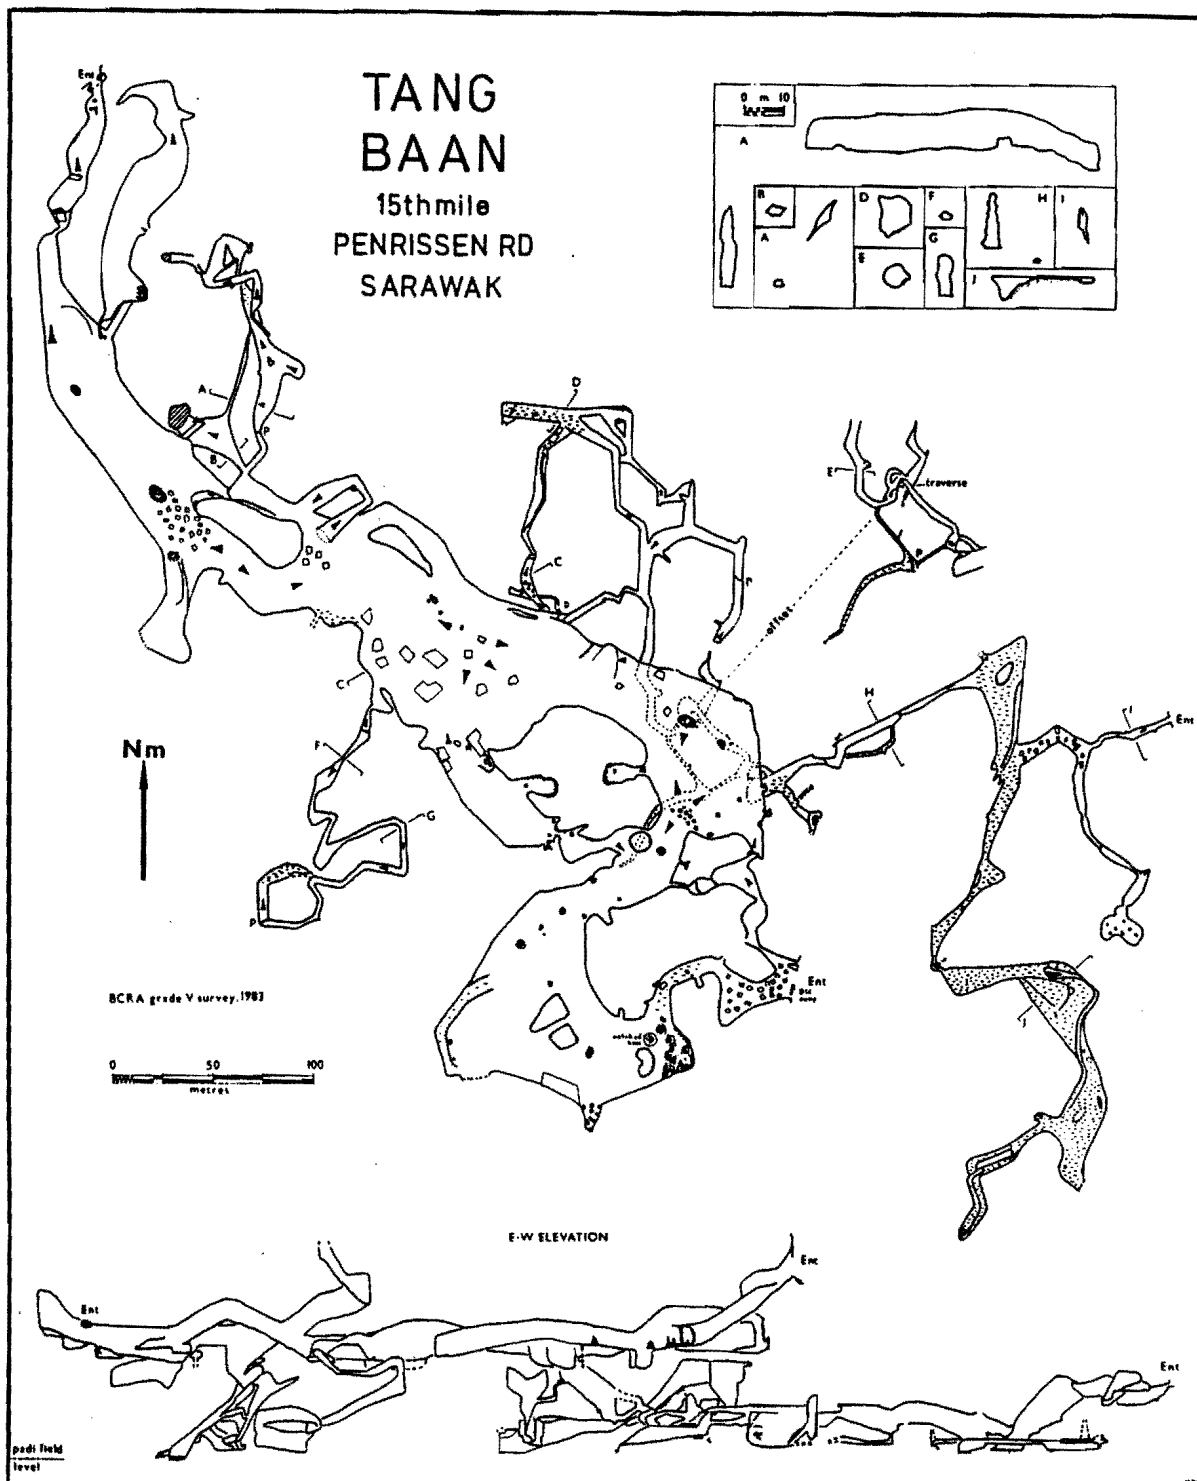 TANG
BAAN
15thmile
PENRISSEN RD
SARAWAK
Ent
0 m 10
A
B
D
F
H
I
A
E
G
J
A
B
P
D
C
P
E
traverse
P
offset
C
F
G
P
H
I
Ent
J
Ent
Nm
BCRA grade V survey, 1983
0 50 100
metres
E-W ELEVATION
Ent
Ent
Ent
padi field
level